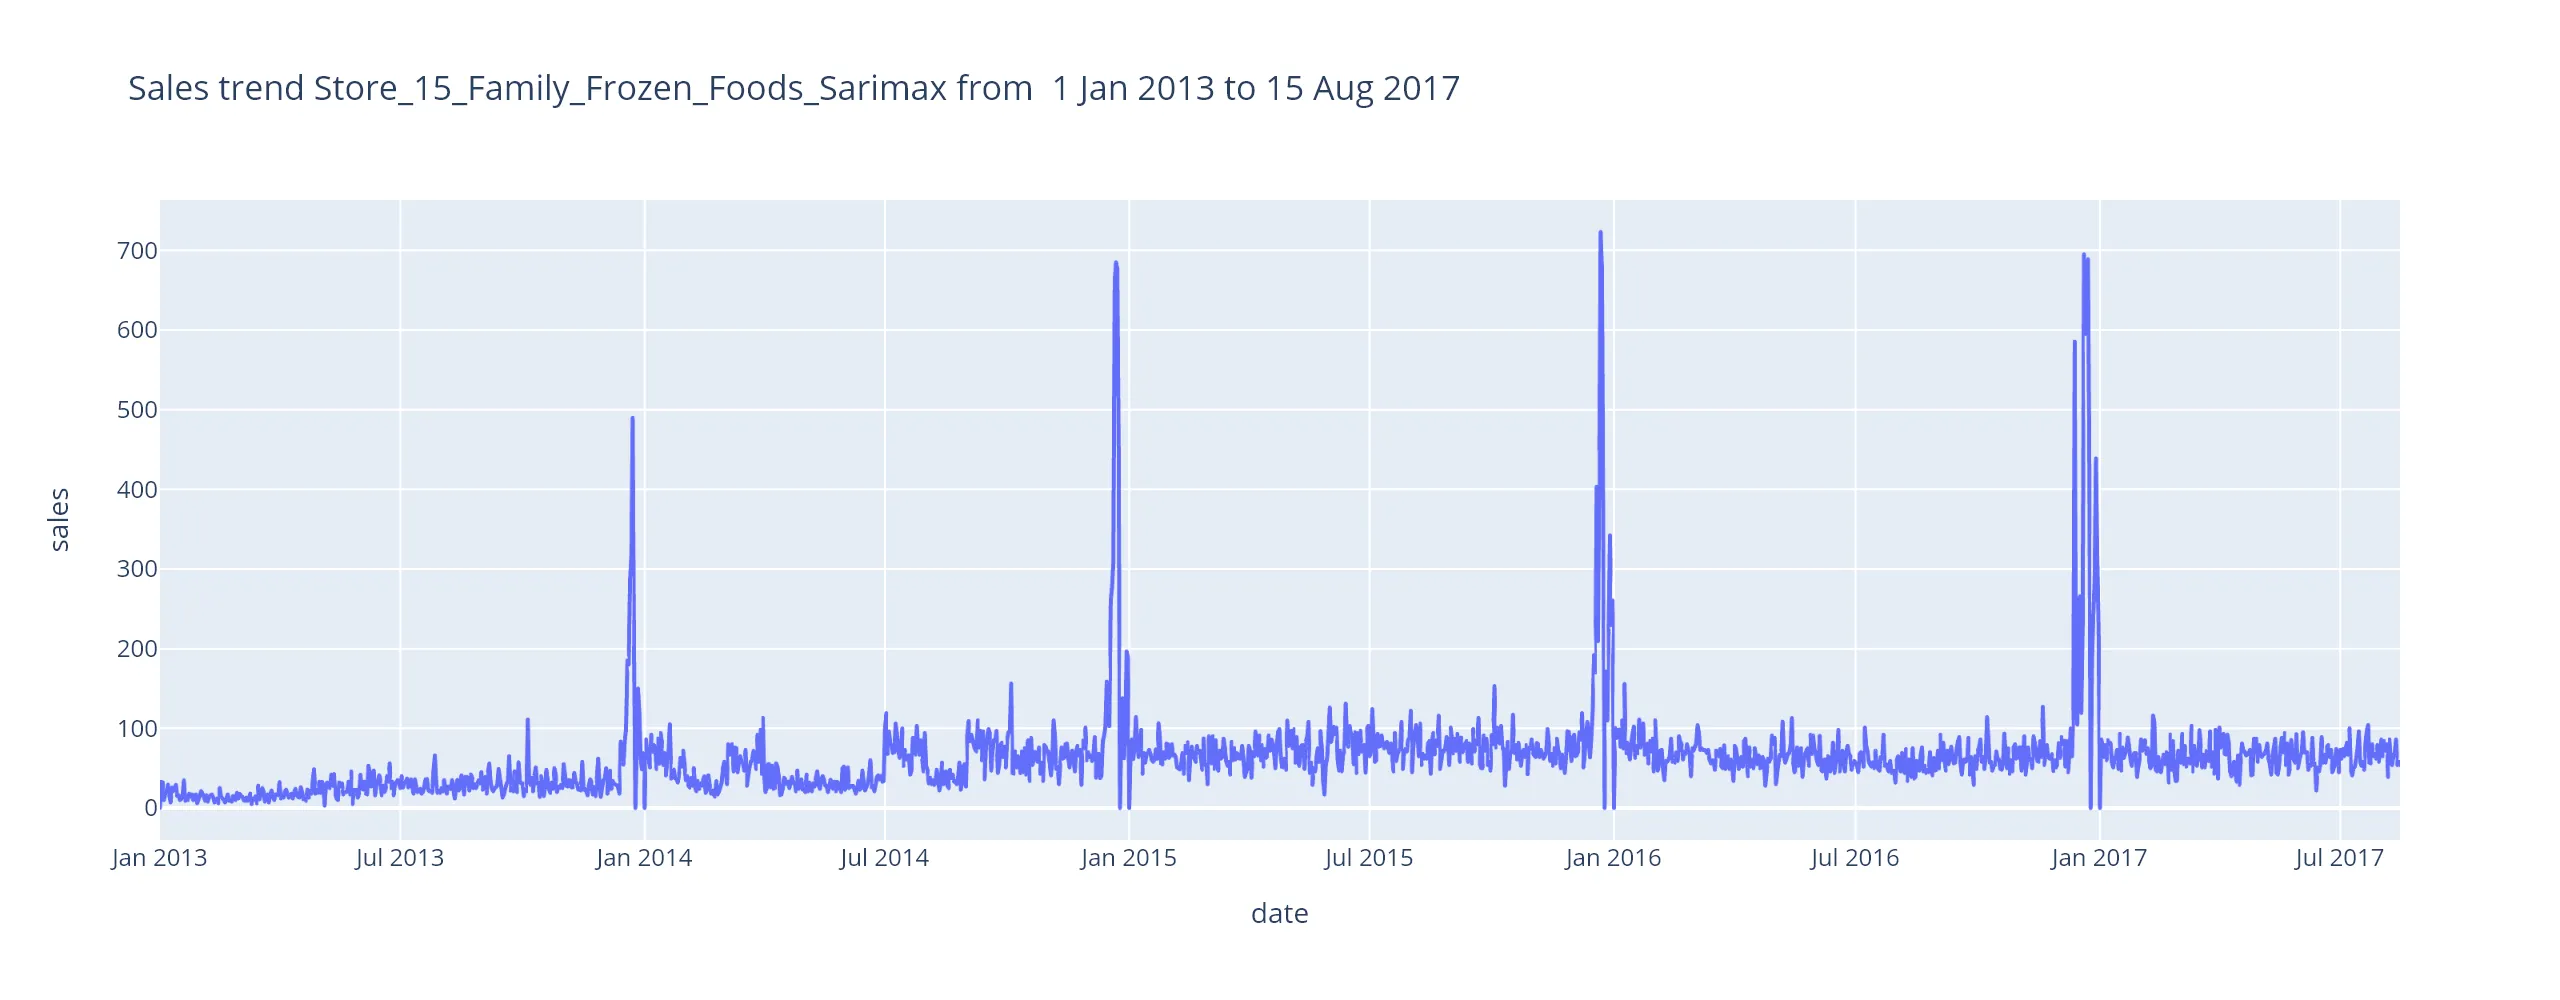 Sales trend Store_15_Family_Frozen_Foods_Sarimax from  1 Jan 2013 to 15 Aug 2017
700
600
500
400
300
200
100
0
sales
Jan 2013 Jul 2013 Jan 2014 Jul 2014 Jan 2015 Jul 2015 Jan 2016 Jul 2016 Jan 2017 Jul 2017
date